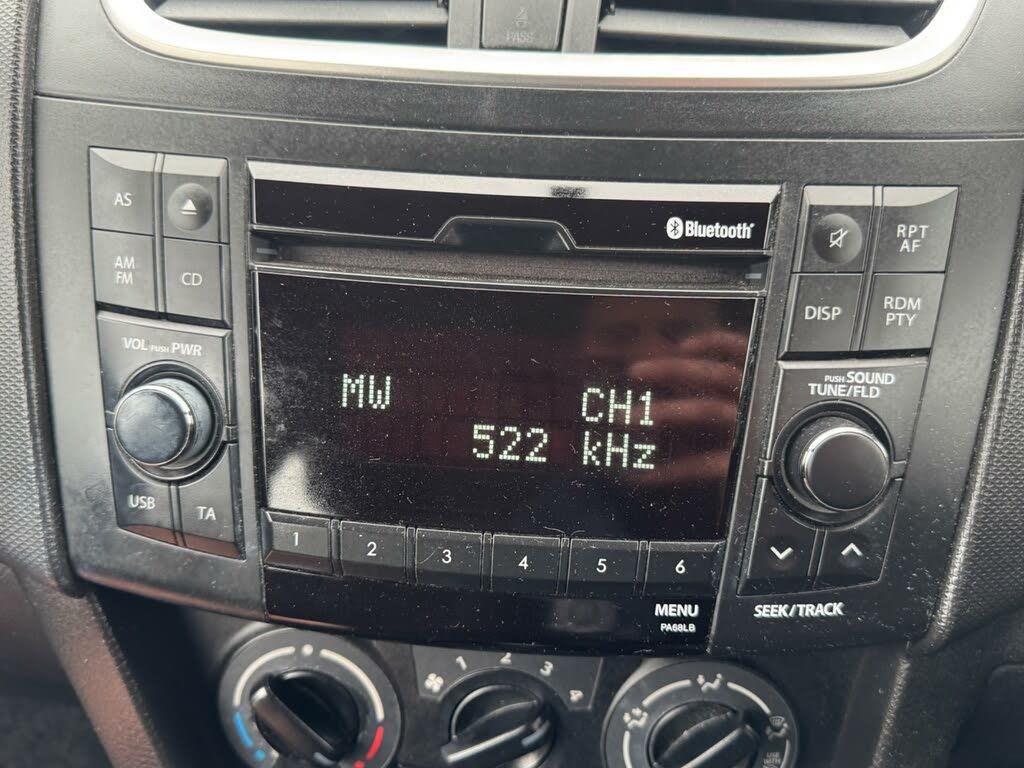 PASS
Bluetooth
AS
AM
FM
CD
VOL PUSH PWR
USB
TA
RPT
AF
DISP
RDM
PTY
PUSH SOUND
TUNE/FLD
MW
CH1
522 kHz
1
2
3
4
5
6
MENU
PA68LB
SEEK/TRACK
1
2
3
4